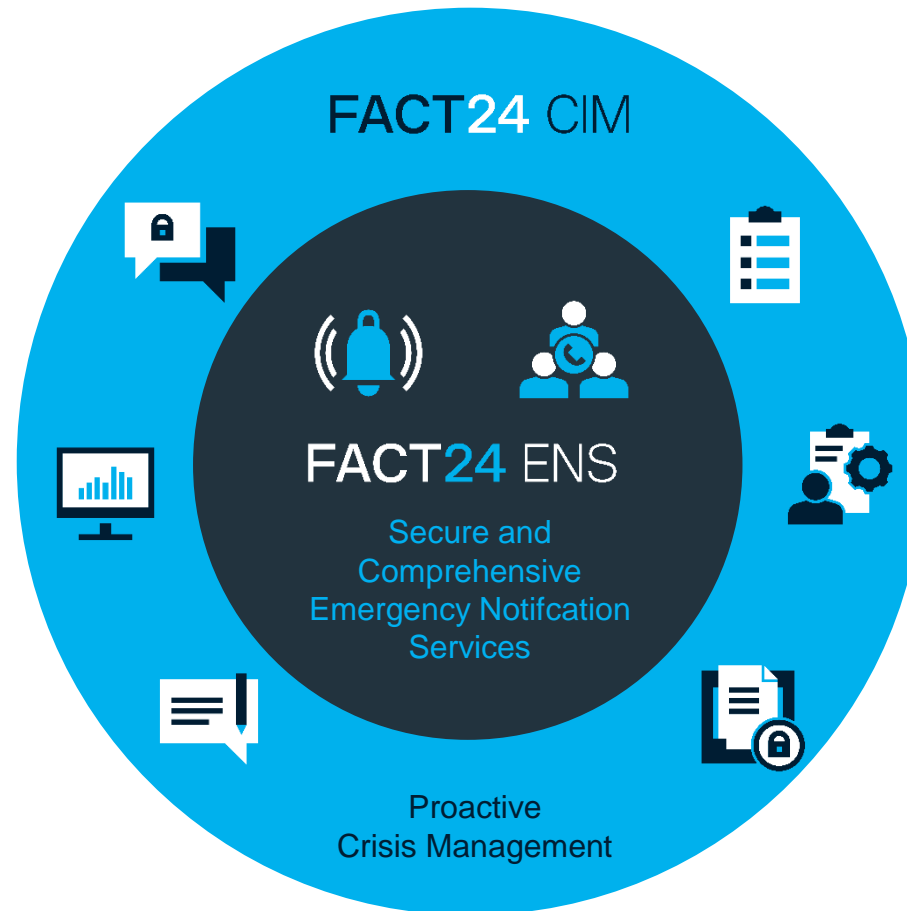 FACT24 CIM
FACT24 ENS
Secure and
Comprehensive
Emergency Notifcation
Services
Proactive
Crisis Management